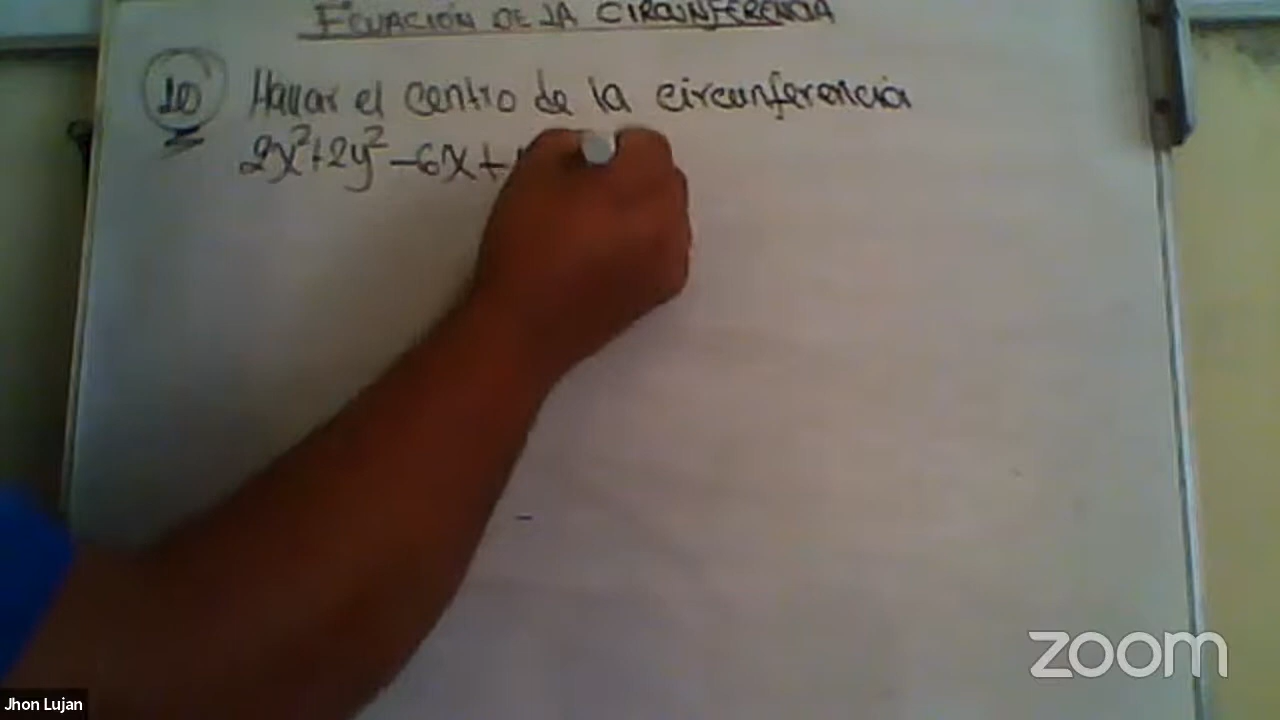 ECUACIÓN DE LA CIRCUNFERENCIA
10 Hallar el centro de la circunferencia
2x²+2y²-6x+
zoom
Jhon Lujan